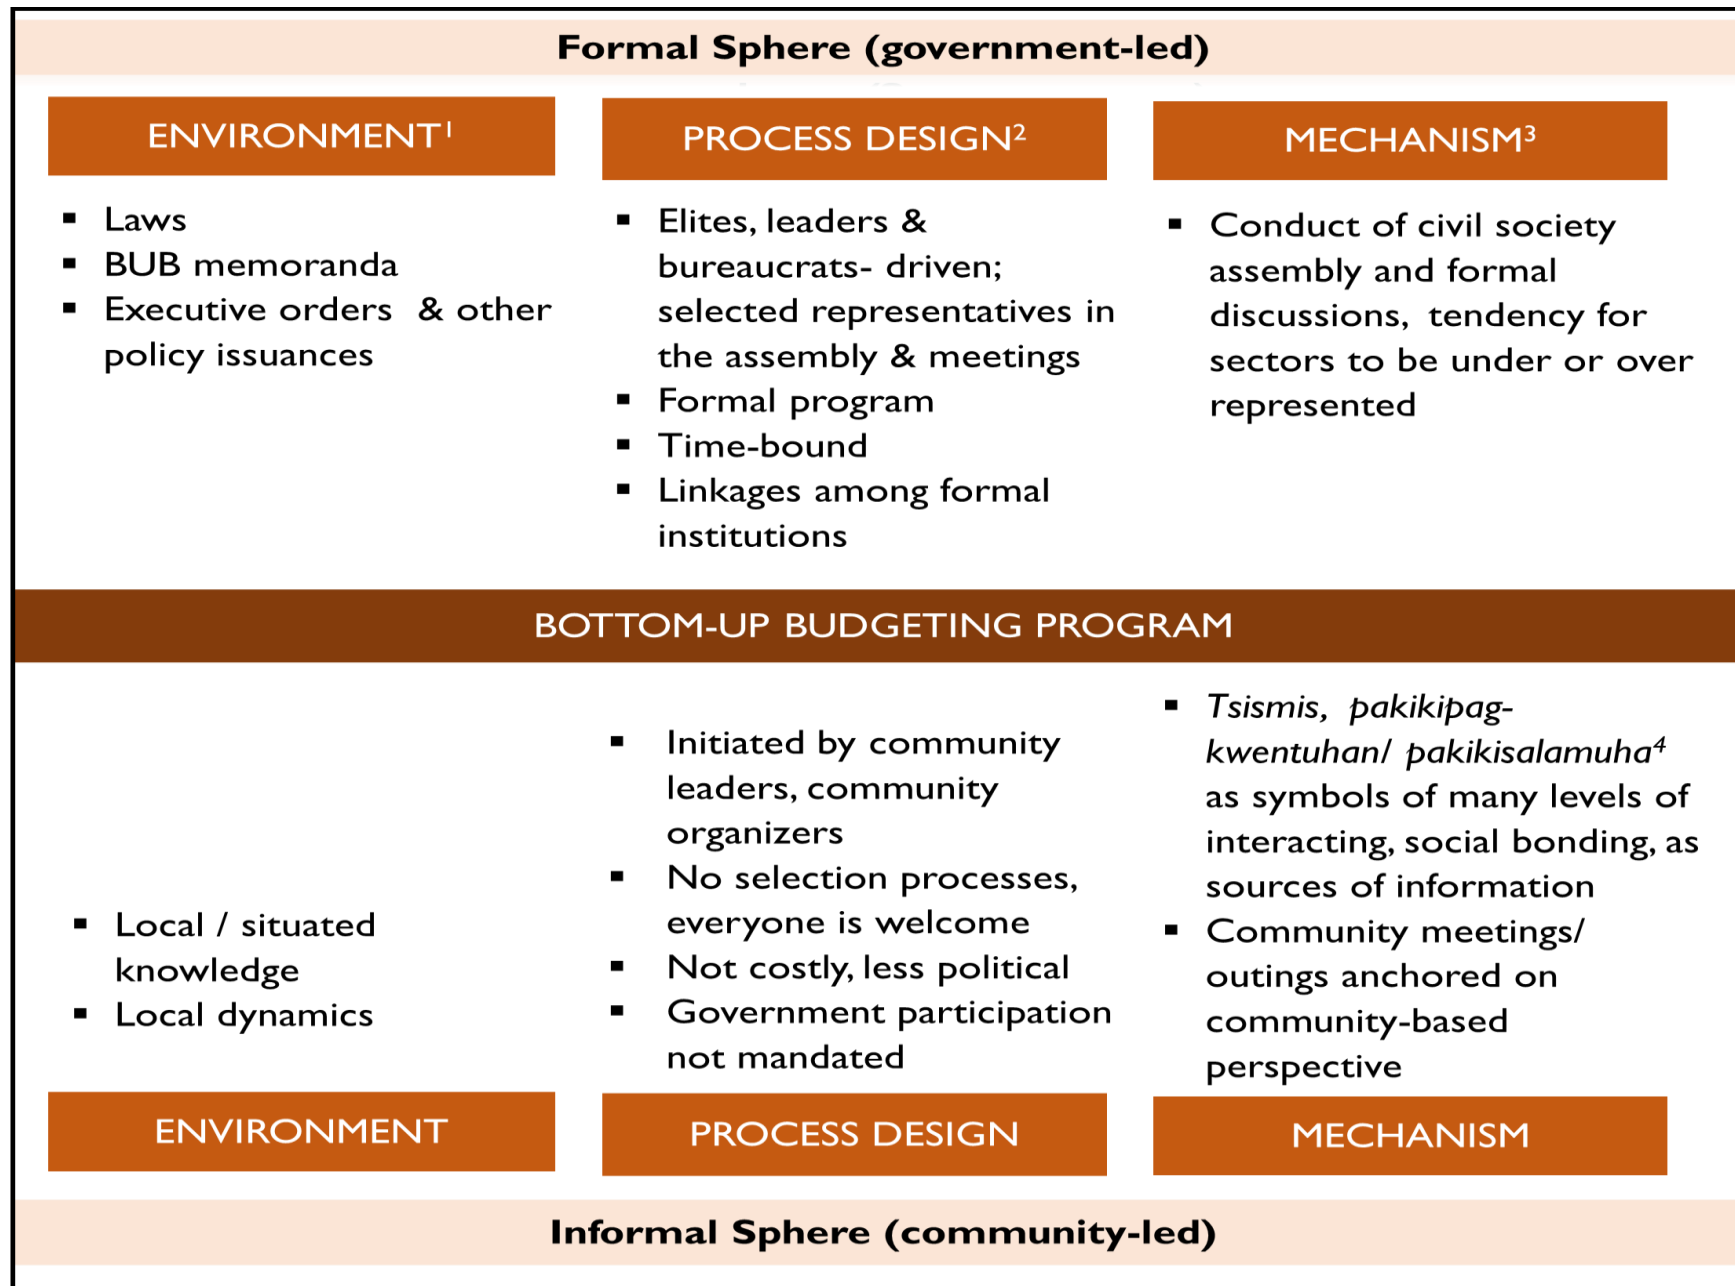 Formal Sphere (government-led)
ENVIRONMENT¹
▪ Laws
▪ BUB memoranda
▪ Executive orders & other
policy issuances
PROCESS DESIGN²
▪ Elites, leaders &
bureaucrats- driven;
selected representatives in
the assembly & meetings
▪ Formal program
▪ Time-bound
▪ Linkages among formal
institutions
MECHANISM³
▪ Conduct of civil society
assembly and formal
discussions, tendency for
sectors to be under or over
represented
BOTTOM-UP BUDGETING PROGRAM
▪ Local / situated
knowledge
▪ Local dynamics
ENVIRONMENT
▪ Initiated by community
leaders, community
organizers
▪ No selection processes,
everyone is welcome
▪ Not costly, less political
▪ Government participation
not mandated
PROCESS DESIGN
▪ Tsismis, pakikipag-
kwentuhan/ pakikisalamuha⁴
as symbols of many levels of
interacting, social bonding, as
sources of information
▪ Community meetings/
outings anchored on
community-based
perspective
MECHANISM
Informal Sphere (community-led)